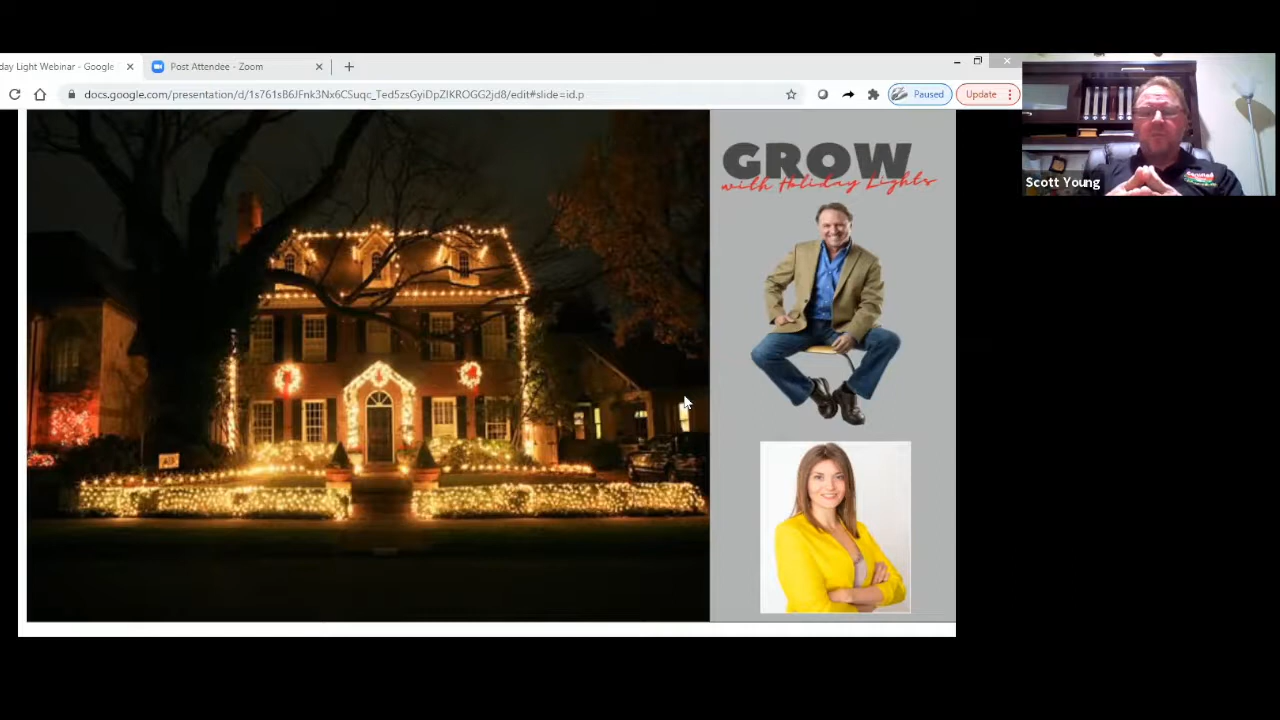 day Light Webinar - Google
Post Attendee - Zoom
docs.google.com/presentation/d/1s761sB6JFnk3Nx6CSuqc_Ted5zsGyiDpZIKROGG2jd8/edit#slide=id.p
Paused
Update
GROW
with Holiday Lights
Scott Young